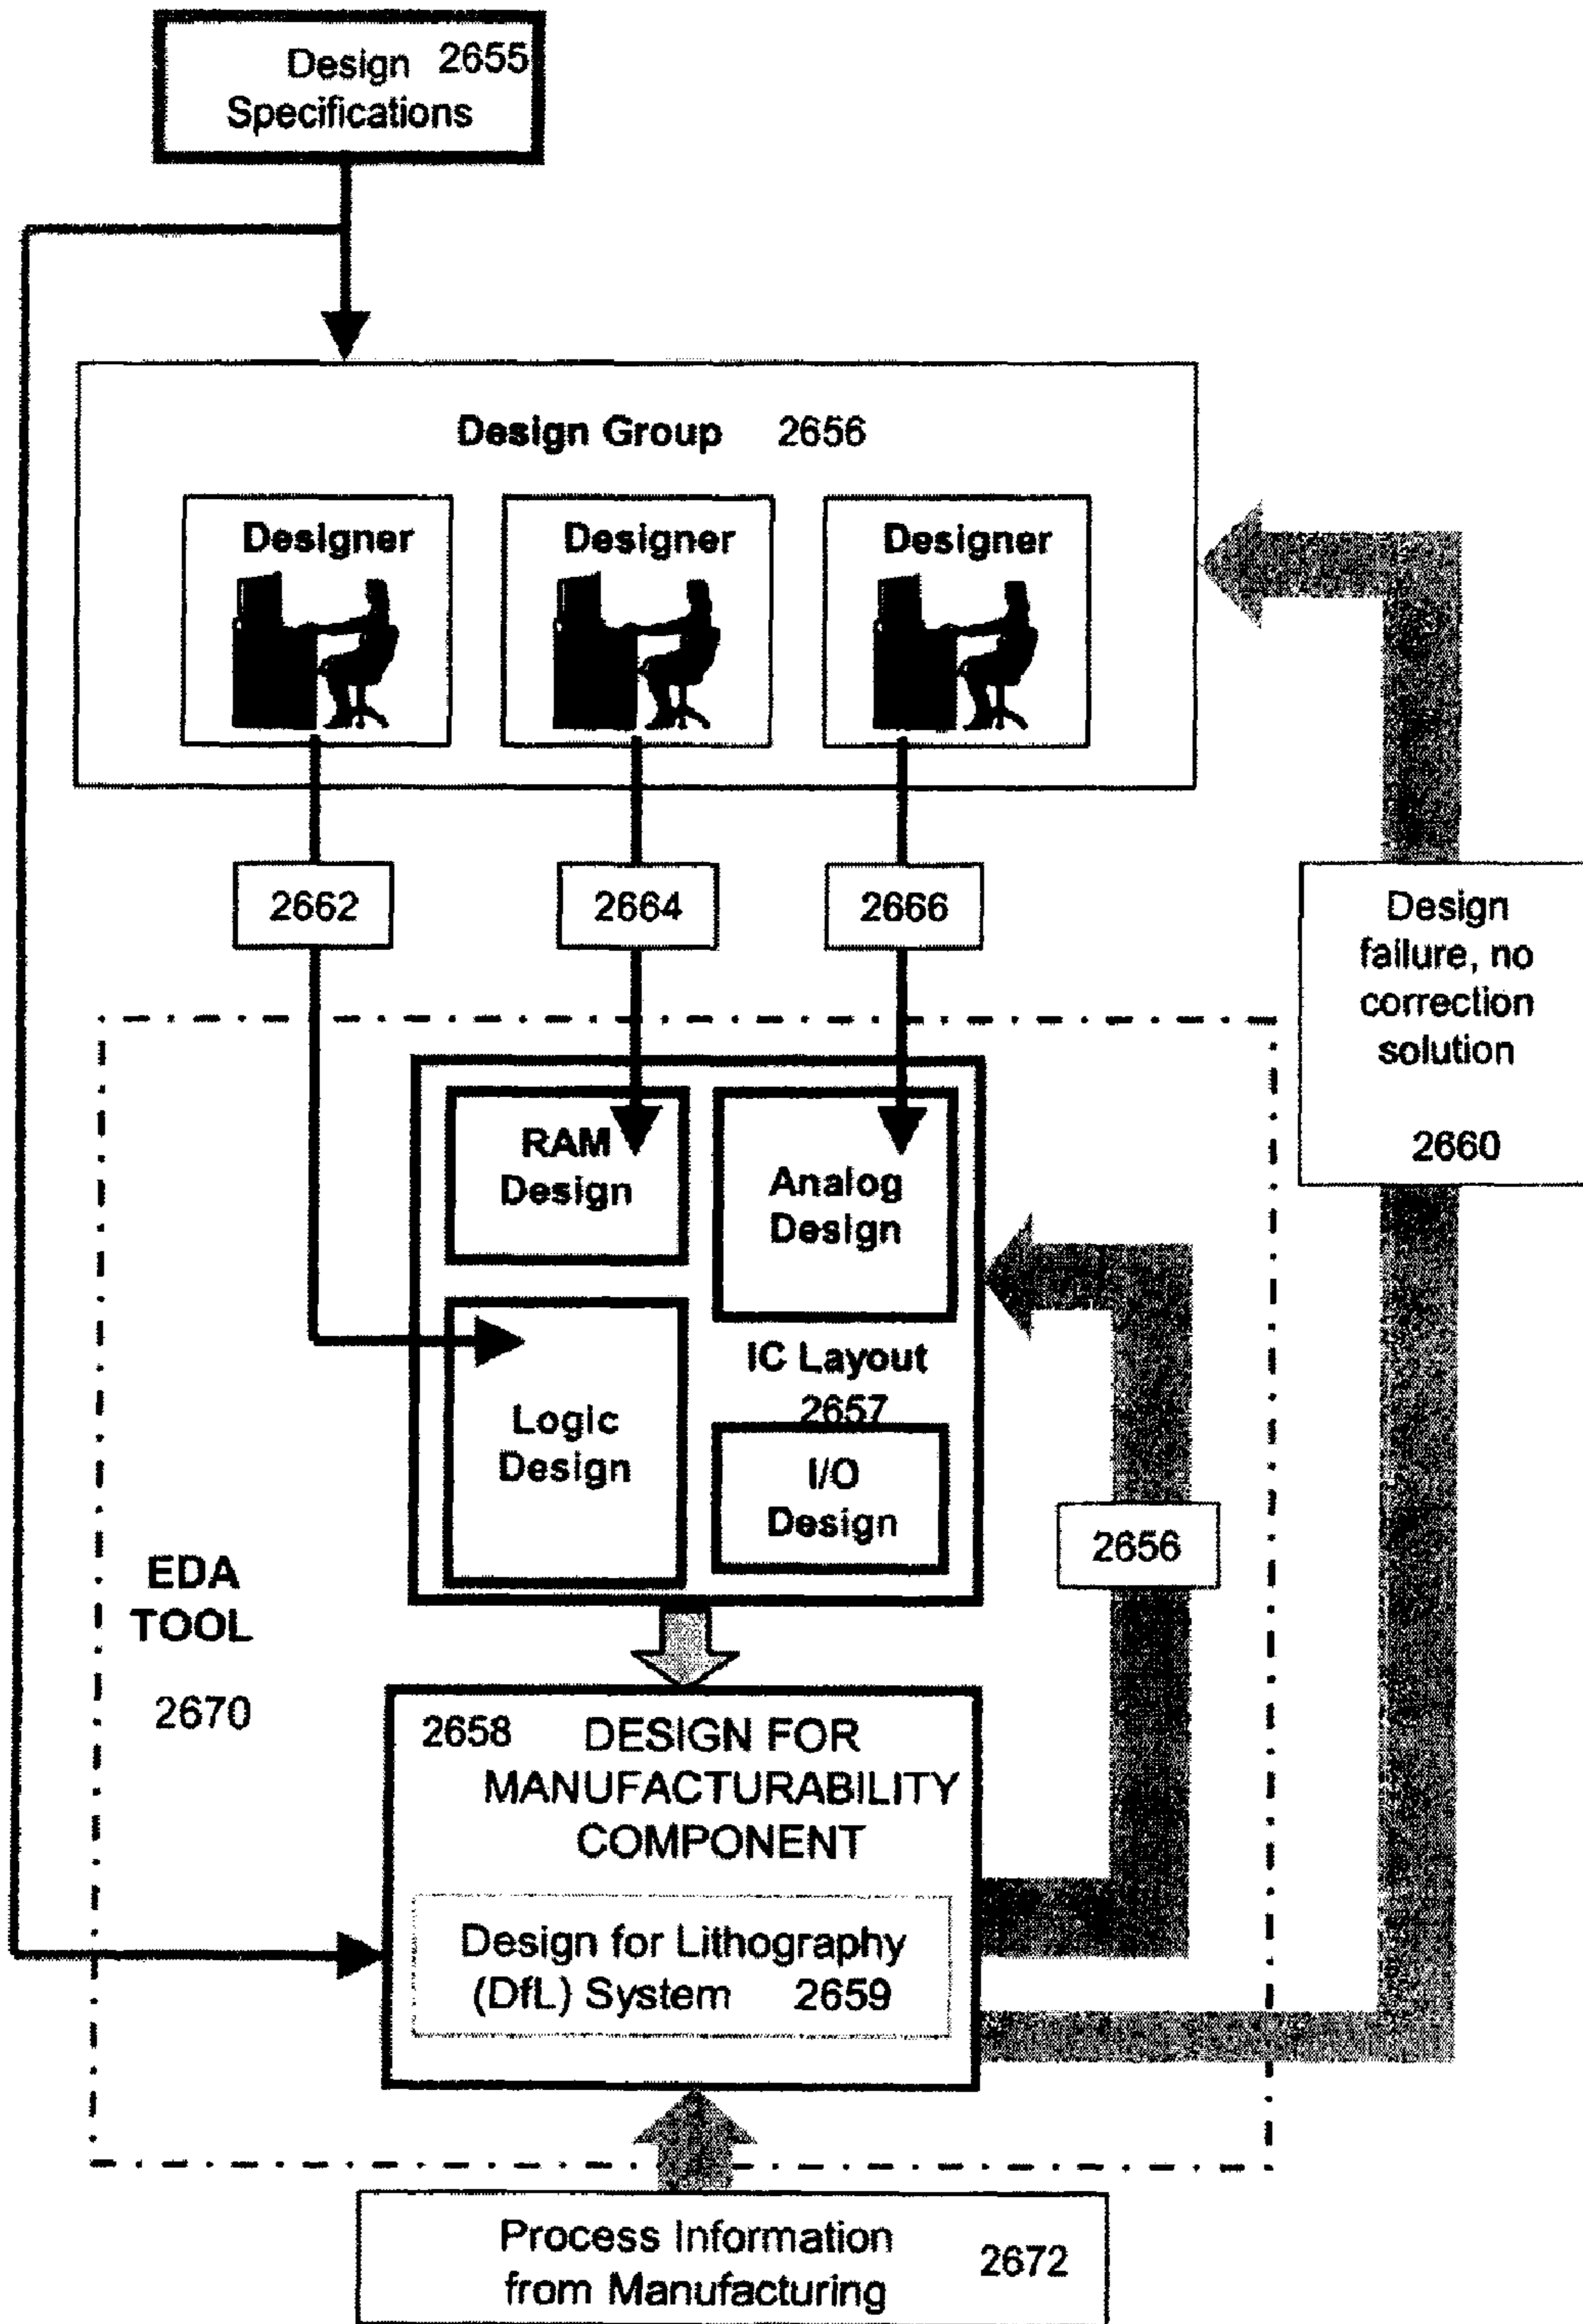 Design 2655
Specifications
Design Group 2656
Designer
Designer
Designer
2662
2664
2666
Design
failure, no
correction
solution
2660
RAM
Design
Analog
Design
IC Layout
2657
Logic
Design
I/O
Design
2656
EDA
TOOL
2670
2658 DESIGN FOR
MANUFACTURABILITY
COMPONENT
Design for Lithography
(DfL) System 2659
Process Information
from Manufacturing
2672